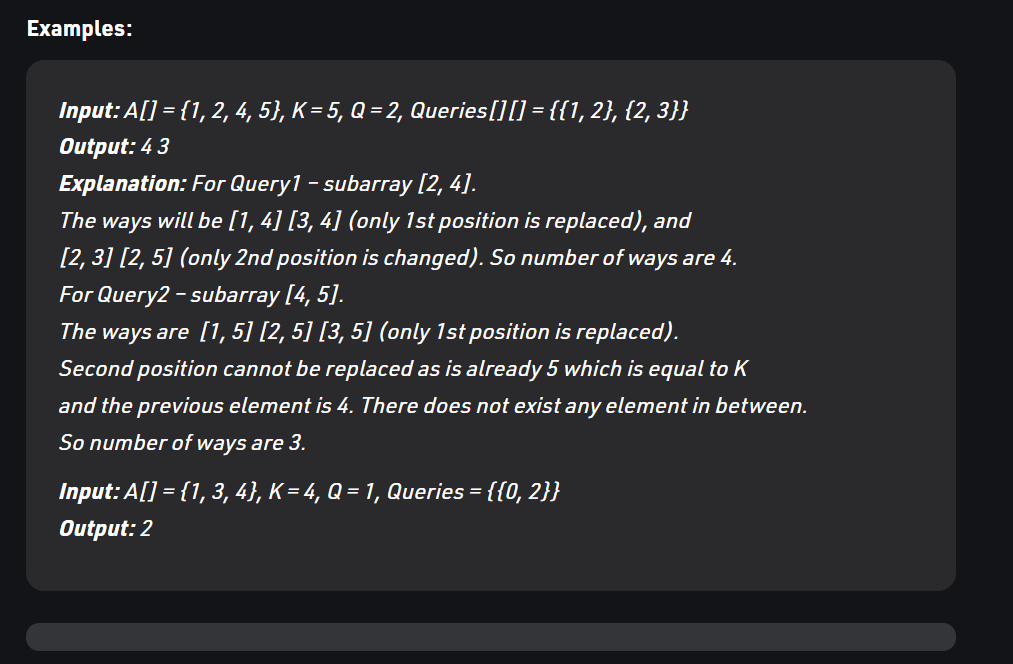 Examples:
Input: A[] = {1, 2, 4, 5}, K = 5, Q = 2, Queries[][] = {{1, 2}, {2, 3}}
Output: 4 3
Explanation: For Query1 – subarray [2, 4].
The ways will be [1, 4] [3, 4] (only 1st position is replaced), and
[2, 3] [2, 5] (only 2nd position is changed). So number of ways are 4.
For Query2 – subarray [4, 5].
The ways are  [1, 5] [2, 5] [3, 5] (only 1st position is replaced).
Second position cannot be replaced as is already 5 which is equal to K
and the previous element is 4. There does not exist any element in between.
So number of ways are 3.
Input: A[] = {1, 3, 4}, K = 4, Q = 1, Queries = {{0, 2}}
Output: 2